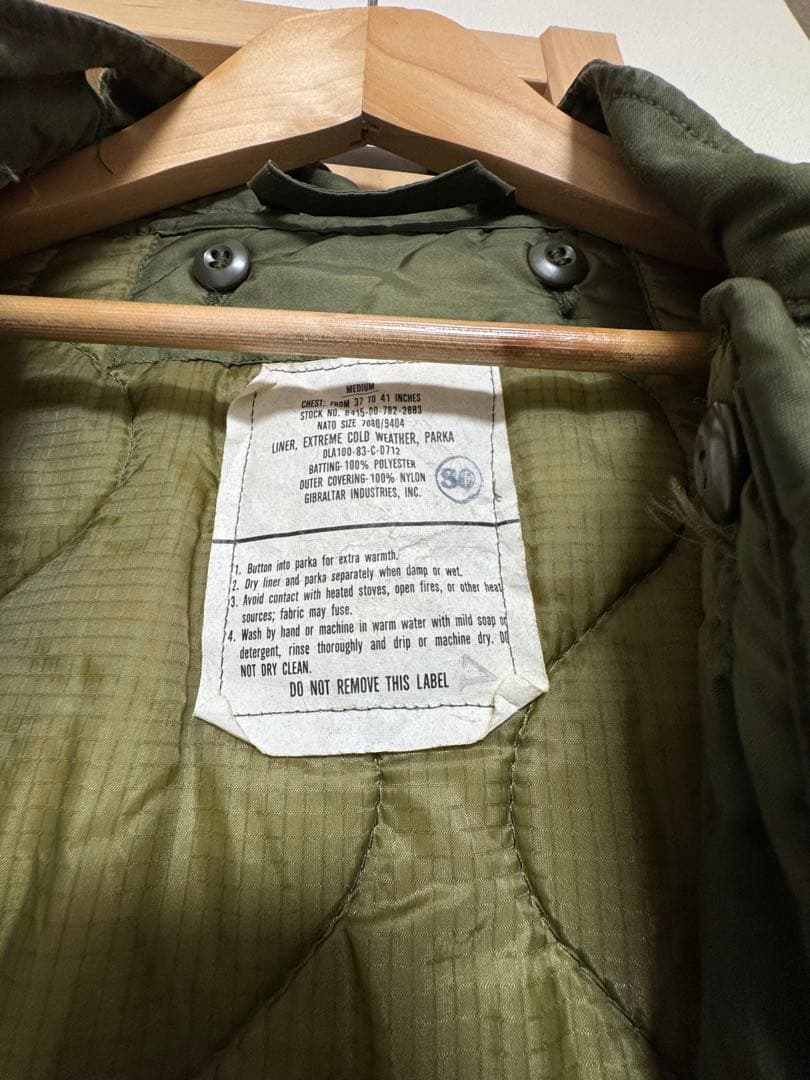 MEDIUM
CHEST: FROM 37 TO 41 INCHES
STOCK NO. 8415-00-782-2883
NATO SIZE 7080/9404
LINER, EXTREME COLD WEATHER, PARKA
DLA100-83-C-0712
BATTING-100% POLYESTER
OUTER COVERING-100% NYLON
GIBRALTAR INDUSTRIES, INC.
30
1. Button into parka for extra warmth.
2. Dry liner and parka separately when damp or wet.
3. Avoid contact with heated stoves, open fires, or other heat
sources; fabric may fuse.
4. Wash by hand or machine in warm water with mild soap or
detergent, rinse thoroughly and drip or machine dry. DO
NOT DRY CLEAN.
DO NOT REMOVE THIS LABEL
A